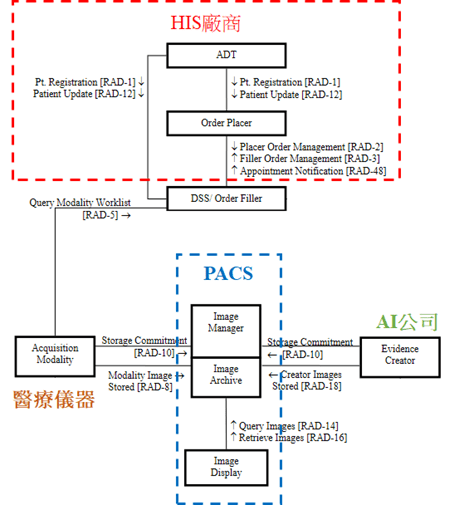 HIS廠商
ADT
Pt. Registration [RAD-1] ↓
Patient Update [RAD-12] ↓
↓ Pt. Registration [RAD-1]
↓ Patient Update [RAD-12]
Order Placer
↓ Placer Order Management [RAD-2]
↑ Filler Order Management [RAD-3]
↑ Appointment Notification [RAD-48]
DSS/ Order Filler
Query Modality Worklist
[RAD-5] →
PACS
Image
Manager
AI公司
Acquisition
Modality
Storage Commitment
[RAD-10] →
Storage Commitment
← [RAD-10]
Evidence
Creator
Modality Image
Stored [RAD-8] →
Image
Archive
← Creator Images
Stored [RAD-18]
醫療儀器
↑ Query Images [RAD-14]
↑ Retrieve Images [RAD-16]
Image
Display